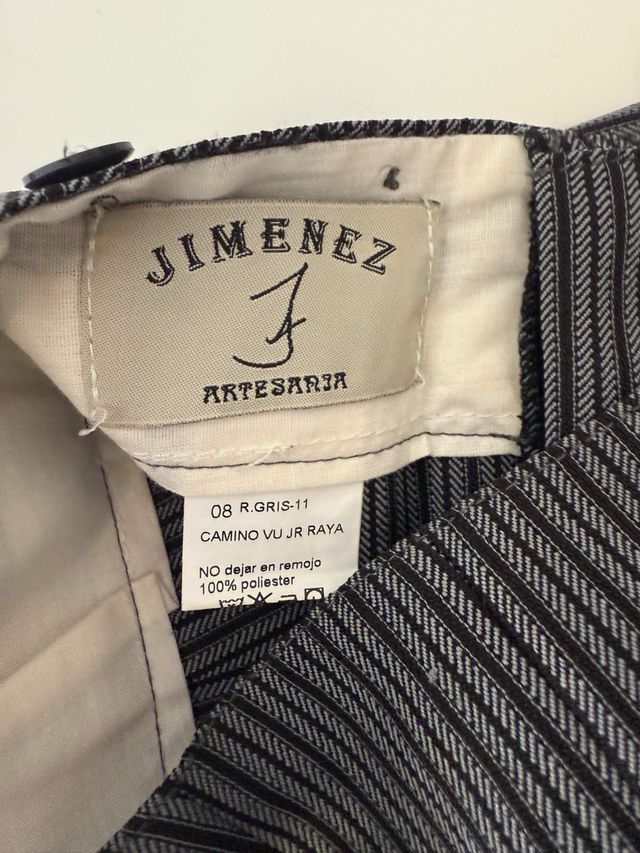 JIMENEZ
ARTESANIA
08 R.GRIS-11
CAMINO VU JR RAYA
NO dejar en remojo
100% poliester